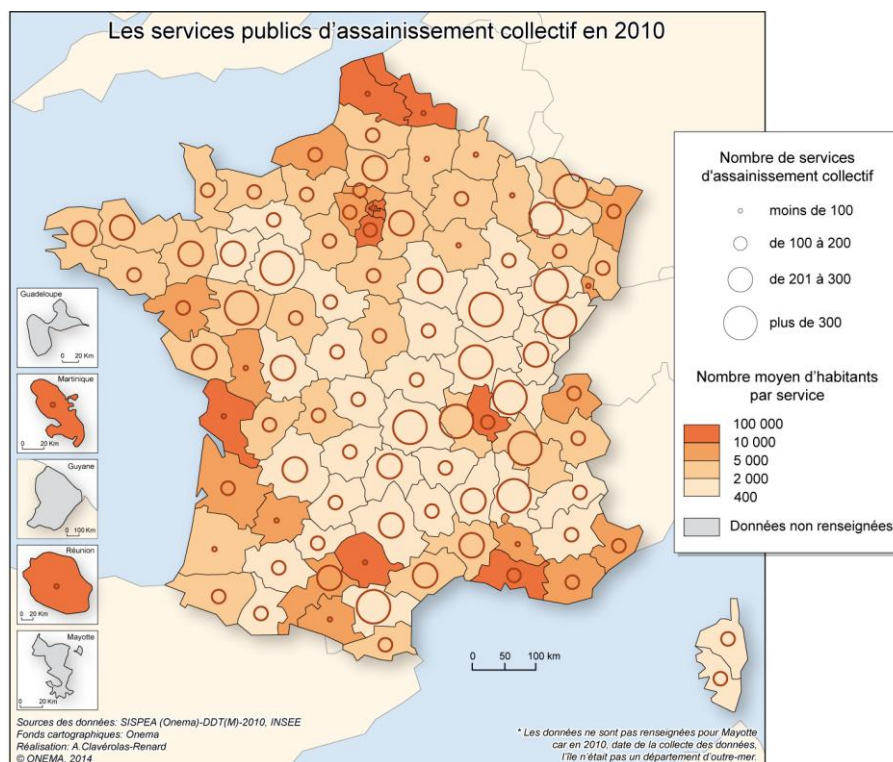 Les services publics d'assainissement collectif en 2010
Nombre de services
d'assainissement collectif
moins de 100
de 100 à 200
de 201 à 300
plus de 300
Nombre moyen d'habitants
par service
100 000
10 000
5 000
2 000
400
Données non renseignées
Guadeloupe
0 20 Km
Martinique
0 20 Km
Guyane
0 100 Km
Réunion
0 20 Km
Mayotte
0 20 Km
0 50 100 km
Sources des données: SISPEA (Onema)-DDT(M)-2010, INSEE
Fonds cartographiques: Onema
Réalisation: A.Clavérolas-Renard
© ONEMA, 2014
* Les données ne sont pas renseignées pour Mayotte
car en 2010, date de la collecte des données,
l'île n'était pas un département d'outre-mer.